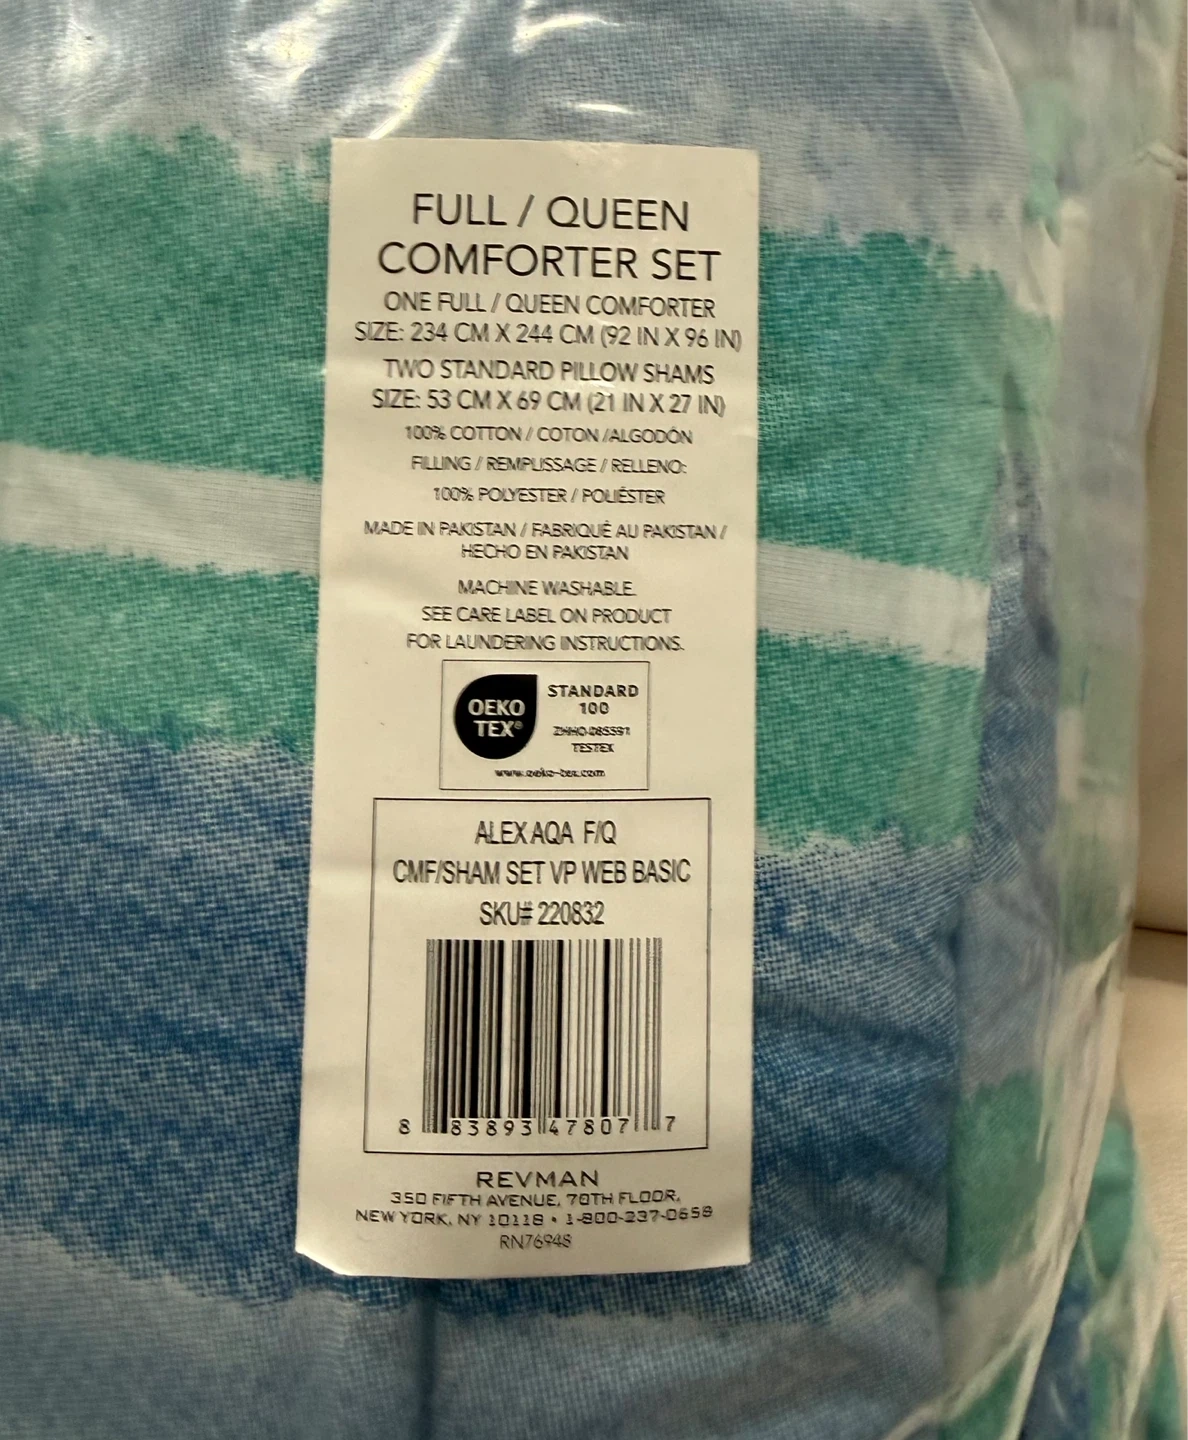 FULL / QUEEN
COMFORTER SET
ONE FULL / QUEEN COMFORTER
SIZE: 234 CM X 244 CM (92 IN X 96 IN)
TWO STANDARD PILLOW SHAMS
SIZE: 53 CM X 69 CM (21 IN X 27 IN)
100% COTTON / COTON /ALGODÓN
FILLING / REMPLISSAGE / RELLENO:
100% POLYESTER / POLIÉSTER
MADE IN PAKISTAN / FABRIQUÉ AU PAKISTAN /
HECHO EN PAKISTAN
MACHINE WASHABLE.
SEE CARE LABEL ON PRODUCT
FOR LAUNDERING INSTRUCTIONS.
OEKO
TEX®
STANDARD
100
TESTEX
www.oeko-tex.com
ALEX AQA F/Q
CMF/SHAM SET VP WEB BASIC
SKU# 220832
8 83893 47807 7
REVMAN
350 FIFTH AVENUE, 70TH FLOOR,
NEW YORK, NY 10118 • 1-800-237-0658
RN76948